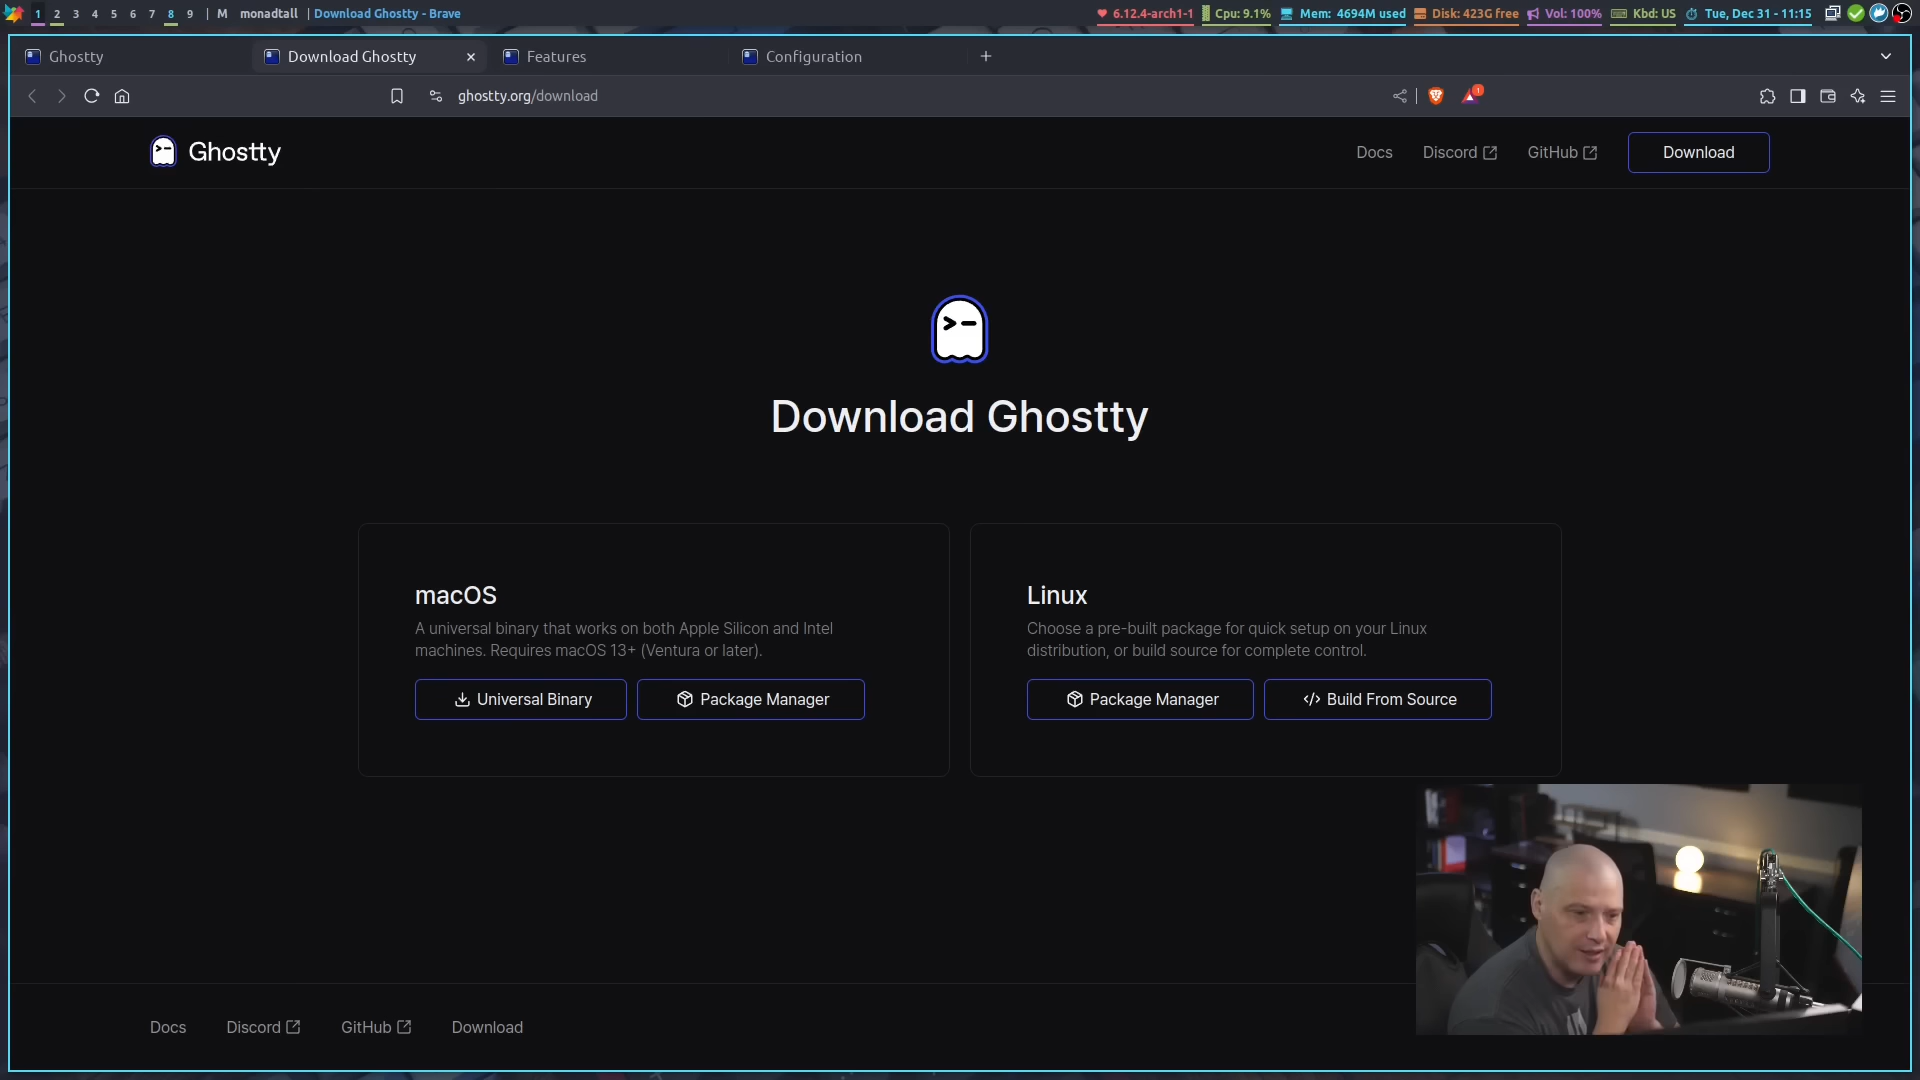 1 2 3 4 5 6 7 8 9 | M monadtall | Download Ghostty - Brave
6.12.4-arch1-1 Cpu: 9.1% Mem: 4694M used Disk: 423G free Vol: 100% Kbd: US Tue, Dec 31 - 11:15
Ghostty
Download Ghostty
Features
Configuration
ghostty.org/download
1
Ghostty
Docs
Discord
GitHub
Download
>-
Download Ghostty
macOS
A universal binary that works on both Apple Silicon and Intel
machines. Requires macOS 13+ (Ventura or later).
Universal Binary
Package Manager
Linux
Choose a pre-built package for quick setup on your Linux
distribution, or build source for complete control.
Package Manager
Build From Source
Docs
Discord
GitHub
Download